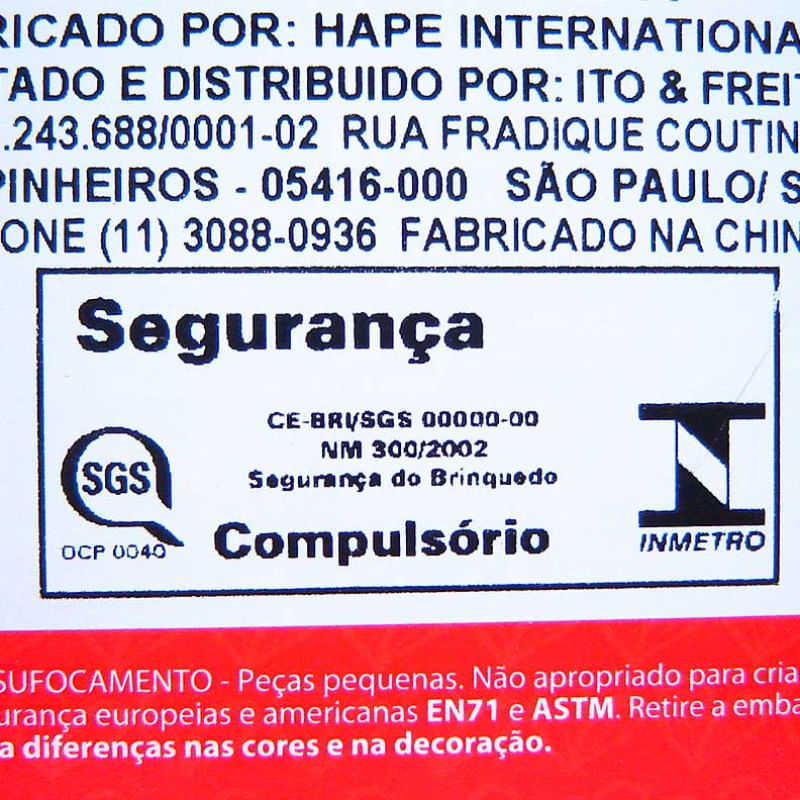 RICADO POR: HAPE INTERNATIONA
TADO E DISTRIBUIDO POR: ITO & FREIT
.243.688/0001-02 RUA FRADIQUE COUTIN
PINHEIROS - 05416-000 SÃO PAULO/ S
ONE (11) 3088-0936 FABRICADO NA CHIN
Segurança
CE-BRI/SGS 00000-00
NM 300/2002
Segurança do Brinquedo
SGS
OCP 0040
Compulsório
INMETRO
SUFOCAMENTO - Peças pequenas. Não apropriado para cria
urança europeias e americanas EN71 e ASTM. Retire a emba
a diferenças nas cores e na decoração.